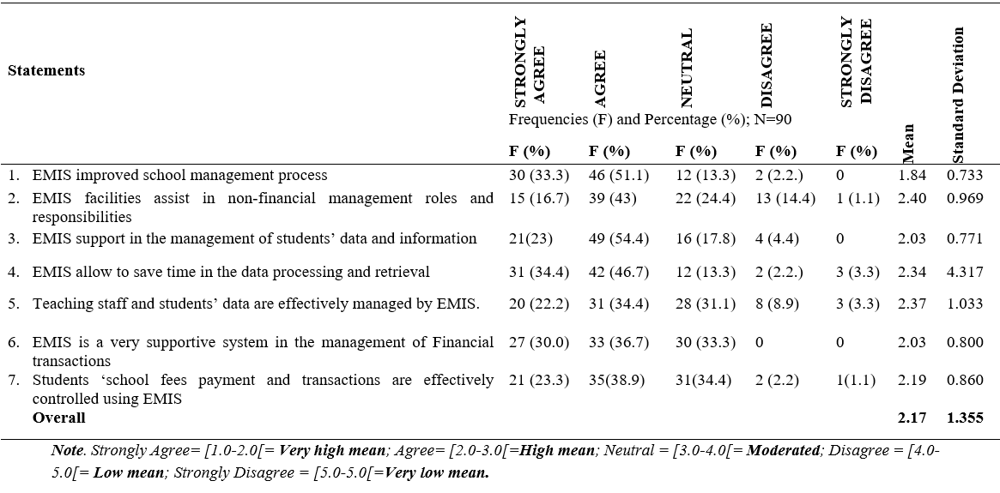 Statements STRONGLY AGREE AGREE NEUTRAL DISAGREE STRONGLY DISAGREE Mean Standard Deviation
Frequencies (F) and Percentage (%); N=90
F (%) F (%) F (%) F (%) F (%)
1. EMIS improved school management process 30 (33.3) 46 (51.1) 12 (13.3) 2 (2.2.) 0 1.84 0.733
2. EMIS facilities assist in non-financial management roles and 15 (16.7) 39 (43) 22 (24.4) 13 (14.4) 1 (1.1) 2.40 0.969
responsibilities
3. EMIS support in the management of students’ data and information 21(23) 49 (54.4) 16 (17.8) 4 (4.4) 0 2.03 0.771
4. EMIS allow to save time in the data processing and retrieval 31 (34.4) 42 (46.7) 12 (13.3) 2 (2.2.) 3 (3.3) 2.34 4.317
5. Teaching staff and students’ data are effectively managed by EMIS. 20 (22.2) 31 (34.4) 28 (31.1) 8 (8.9) 3 (3.3) 2.37 1.033
6. EMIS is a very supportive system in the management of Financial 27 (30.0) 33 (36.7) 30 (33.3) 0 0 2.03 0.800
transactions
7. Students ‘school fees payment and transactions are effectively 21 (23.3) 35(38.9) 31(34.4) 2 (2.2) 1(1.1) 2.19 0.860
controlled using EMIS
Overall 2.17 1.355
Note. Strongly Agree= [1.0-2.0[= Very high mean; Agree= [2.0-3.0[=High mean; Neutral = [3.0-4.0[= Moderated; Disagree = [4.0-
5.0[= Low mean; Strongly Disagree = [5.0-5.0[=Very low mean.